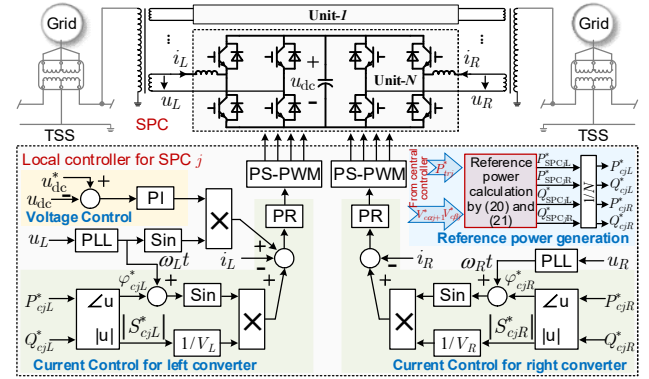 Grid
Unit-1
Grid
...
...
i_L
u_L
u_dc
+
-
Unit-N
i_R
u_R
TSS
SPC
TSS
Local controller for SPC j
u*_dc
u_dc
+
-
PI
Voltage Control
×
PS-PWM
PS-PWM
PR
PR
From central controller
P*_tri
Reference power calculation by (20) and (21)
P*_SPCjL
P*_SPCjR
Q*_SPCjL
Q*_SPCjR
1/N
P*_cjL
Q*_cjL
P*_cjR
Q*_cjR
Reference power generation
u_L
PLL
Sin
i_L
+
-
+
i_R
-
+
ω_L t
ω_R t
PLL
u_R
P*_cjL
Q*_cjL
∠u
|u|
φ*_cjL
+
+
Sin
|S*_cjL|
1/V_L
×
×
Sin
+
+
φ*_cjR
|S*_cjR|
1/V_R
∠u
|u|
P*_cjR
Q*_cjR
Current Control for left converter
Current Control for right converter